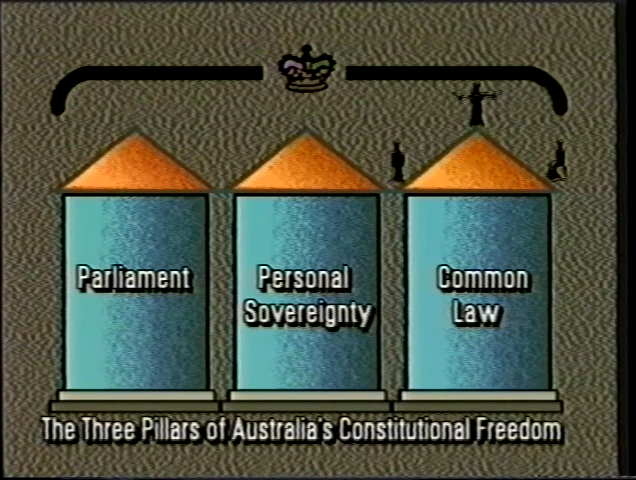 Parliament
Personal
Sovereignty
Common
Law
The Three Pillars of Australia's Constitutional Freedom